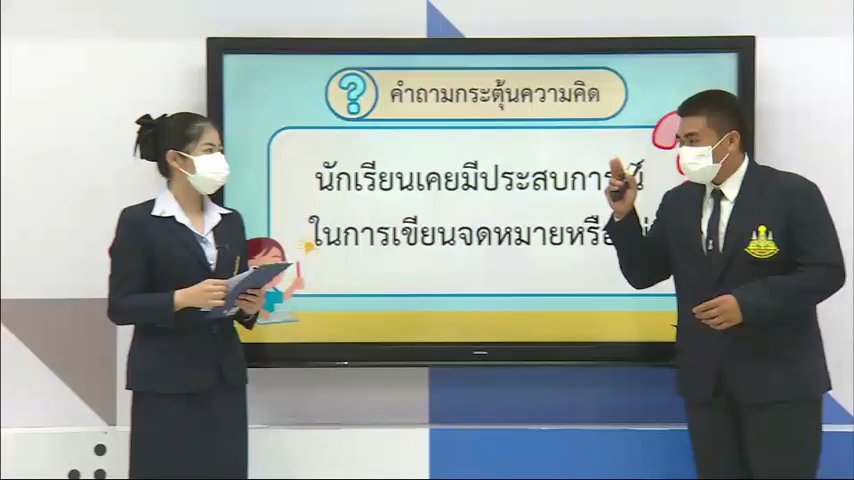 ?
คำถามกระตุ้นความคิด
นักเรียนเคยมีประสบการ
ในการเขียนจดหมายหรือ